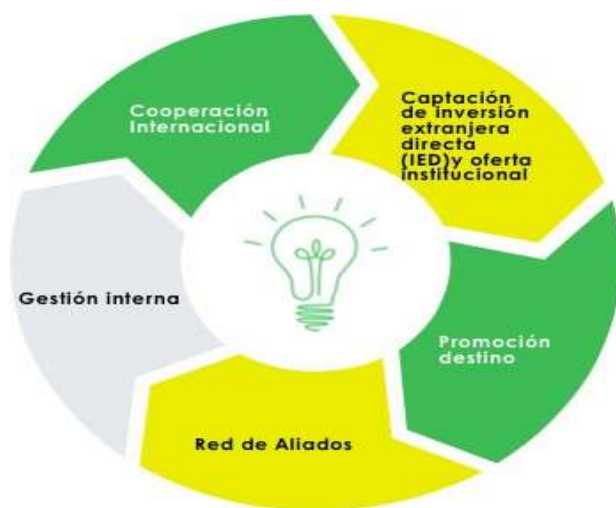 Cooperación
Internacional
Captación
de inversión
extranjera
directa
(IED)y oferta
institucional
Gestión interna
Promoción
destino
Red de Aliados